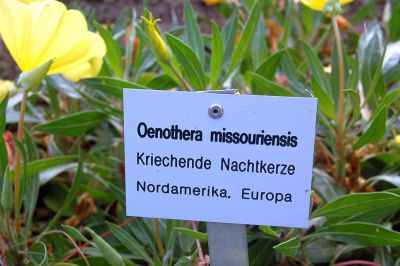 Oenothera missouriensis
Kriechende Nachtkerze
Nordamerika, Europa